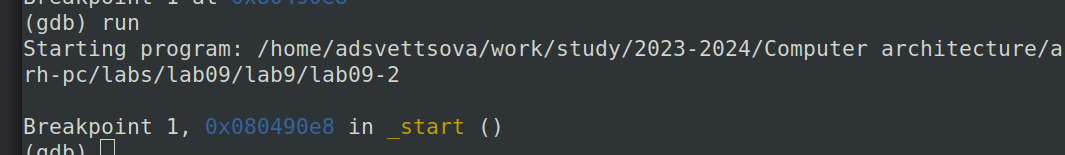 Breakpoint 1 at 0x080490e8
(gdb) run
Starting program: /home/adsvettsova/work/study/2023-2024/Computer architecture/a
rh-pc/labs/lab09/lab9/lab09-2
Breakpoint 1, 0x080490e8 in _start ()
(gdb)